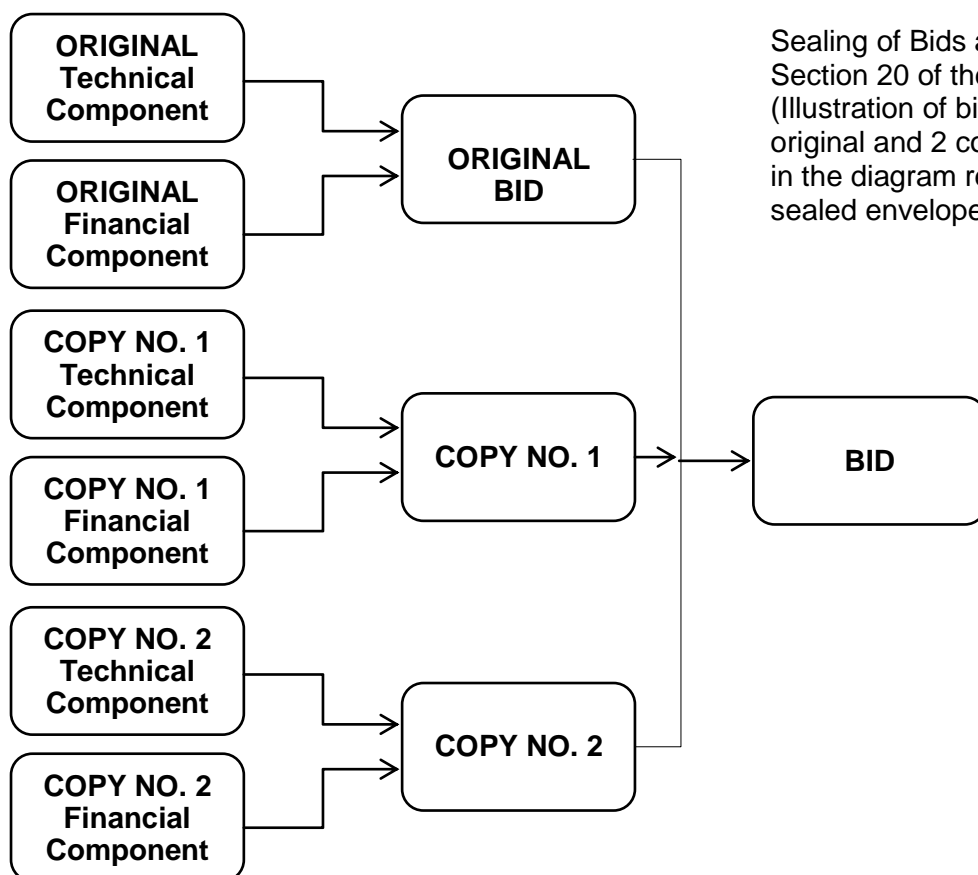 ORIGINAL
Technical
Component
ORIGINAL
Financial
Component
ORIGINAL
BID
Sealing of Bids a
Section 20 of the
(Illustration of bi
original and 2 co
in the diagram re
sealed envelope
COPY NO. 1
Technical
Component
COPY NO. 1
Financial
Component
COPY NO. 1
BID
COPY NO. 2
Technical
Component
COPY NO. 2
Financial
Component
COPY NO. 2